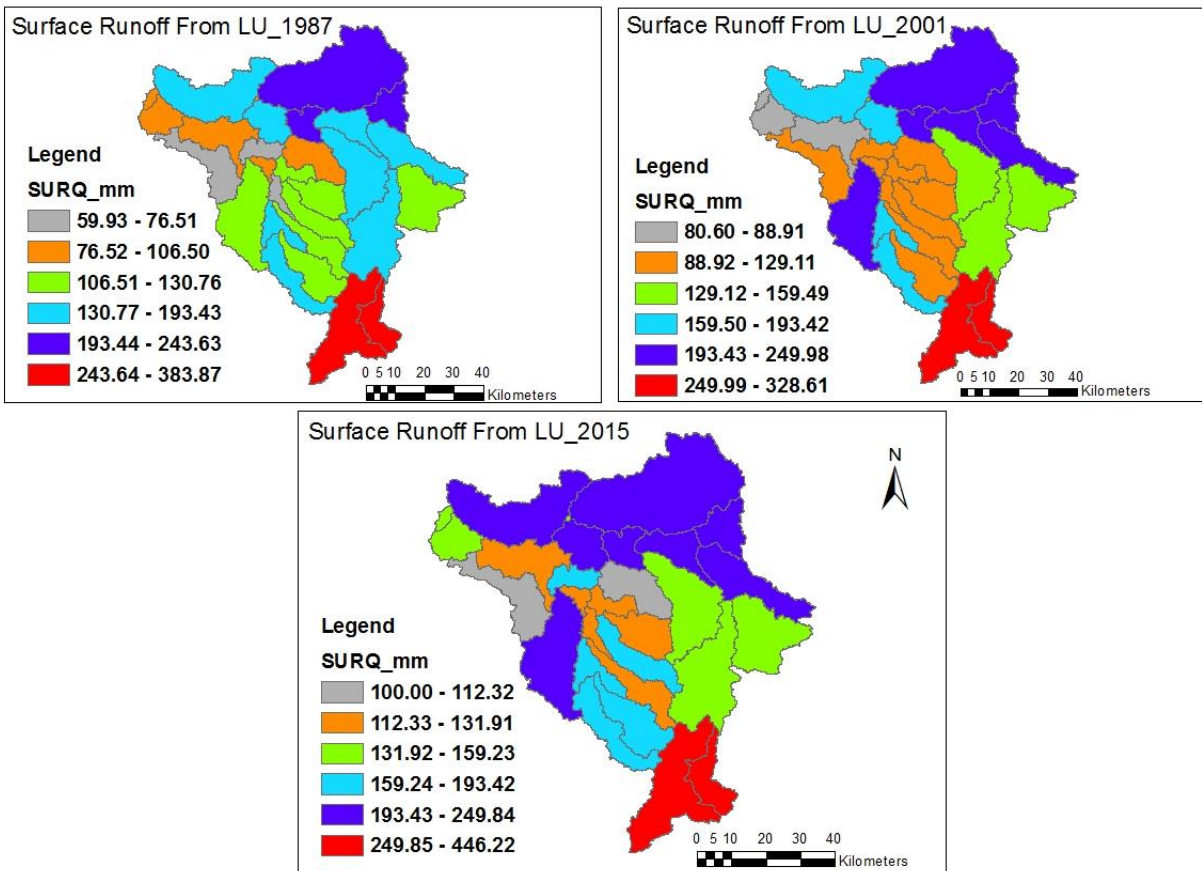 Surface Runoff From LU_1987
Legend
SURQ_mm
59.93 - 76.51
76.52 - 106.50
106.51 - 130.76
130.77 - 193.43
193.44 - 243.63
243.64 - 383.87
0 5 10 20 30 40
Kilometers
Surface Runoff From LU_2001
Legend
SURQ_mm
80.60 - 88.91
88.92 - 129.11
129.12 - 159.49
159.50 - 193.42
193.43 - 249.98
249.99 - 328.61
0 5 10 20 30 40
Kilometers
Surface Runoff From LU_2015
N
Legend
SURQ_mm
100.00 - 112.32
112.33 - 131.91
131.92 - 159.23
159.24 - 193.42
193.43 - 249.84
249.85 - 446.22
0 5 10 20 30 40
Kilometers